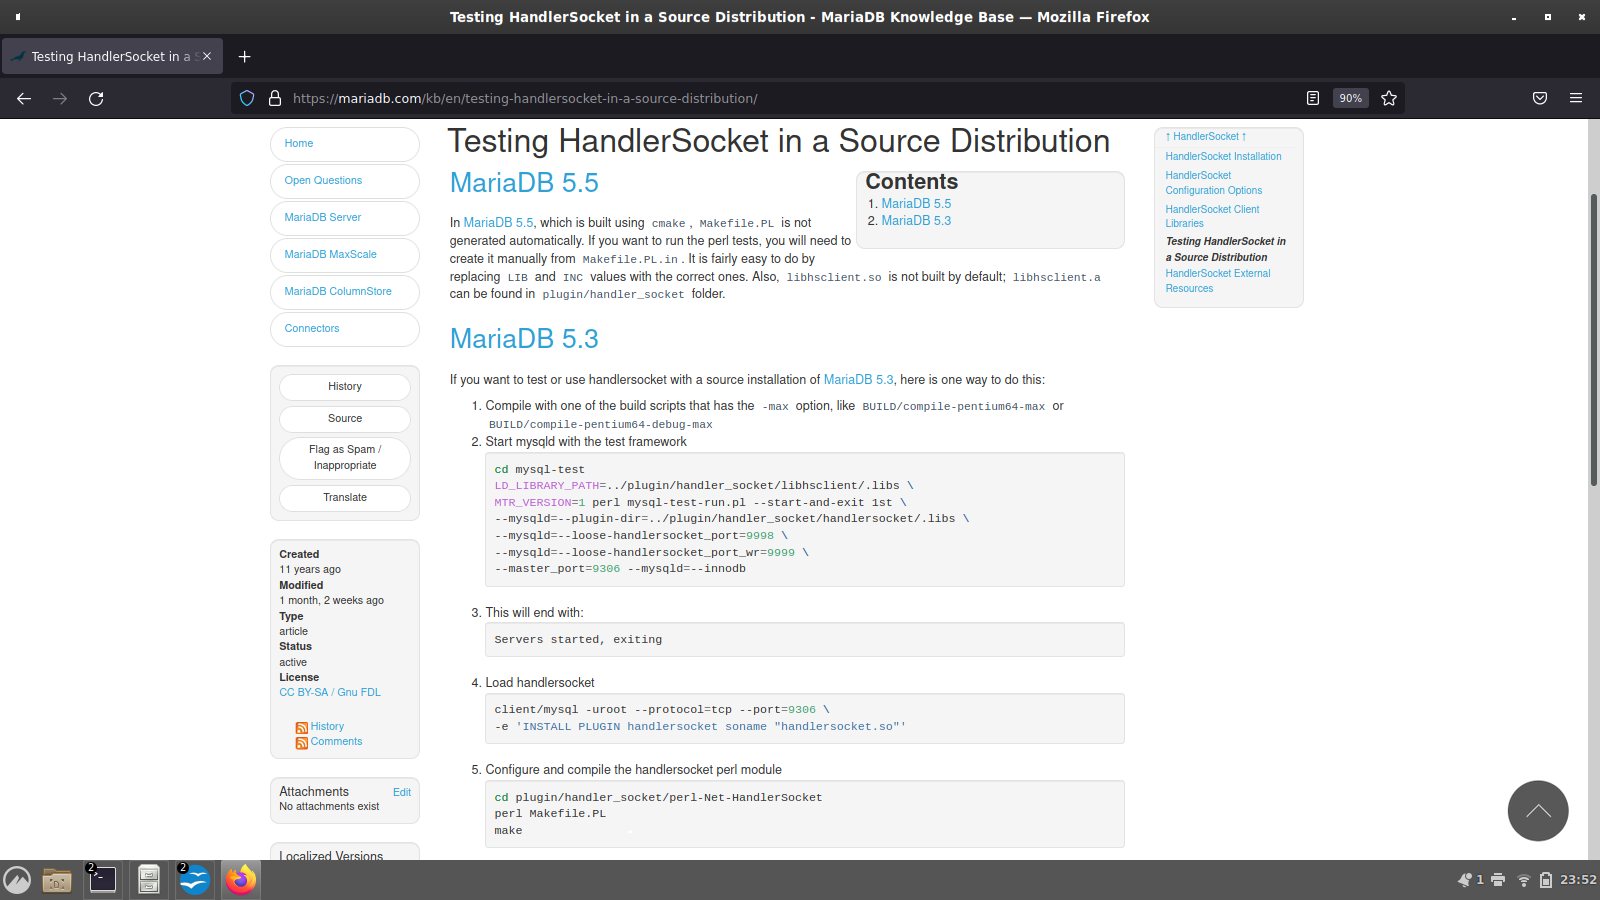 Testing HandlerSocket in a Source Distribution - MariaDB Knowledge Base — Mozilla Firefox
Testing HandlerSocket in a S
https://mariadb.com/kb/en/testing-handlersocket-in-a-source-distribution/
90%
Home
Open Questions
MariaDB Server
MariaDB MaxScale
MariaDB ColumnStore
Connectors
History
Source
Flag as Spam /
Inappropriate
Translate
Created
11 years ago
Modified
1 month, 2 weeks ago
Type
article
Status
active
License
CC BY-SA / Gnu FDL
History
Comments
Attachments Edit
No attachments exist
Localized Versions
Testing HandlerSocket in a Source Distribution
MariaDB 5.5
Contents
1. MariaDB 5.5
2. MariaDB 5.3
In MariaDB 5.5, which is built using cmake, Makefile.PL is not
generated automatically. If you want to run the perl tests, you will need to
create it manually from Makefile.PL.in. It is fairly easy to do by
replacing LIB and INC values with the correct ones. Also, libhsclient.so is not built by default; libhsclient.a
can be found in plugin/handler_socket folder.
MariaDB 5.3
If you want to test or use handlersocket with a source installation of MariaDB 5.3, here is one way to do this:
1. Compile with one of the build scripts that has the -max option, like BUILD/compile-pentium64-max or
BUILD/compile-pentium64-debug-max
2. Start mysqld with the test framework
cd mysql-test
LD_LIBRARY_PATH=../plugin/handler_socket/libhsclient/.libs \
MTR_VERSION=1 perl mysql-test-run.pl --start-and-exit 1st \
--mysqld=--plugin-dir=../plugin/handler_socket/handlersocket/.libs \
--mysqld=--loose-handlersocket_port=9998 \
--mysqld=--loose-handlersocket_port_wr=9999 \
--master_port=9306 --mysqld=--innodb
3. This will end with:
Servers started, exiting
4. Load handlersocket
client/mysql -uroot --protocol=tcp --port=9306 \
-e 'INSTALL PLUGIN handlersocket soname "handlersocket.so"'
5. Configure and compile the handlersocket perl module
cd plugin/handler_socket/perl-Net-HandlerSocket
perl Makefile.PL
make
↑ HandlerSocket ↑
HandlerSocket Installation
HandlerSocket
Configuration Options
HandlerSocket Client
Libraries
Testing HandlerSocket in
a Source Distribution
HandlerSocket External
Resources
2
2
1
23:52